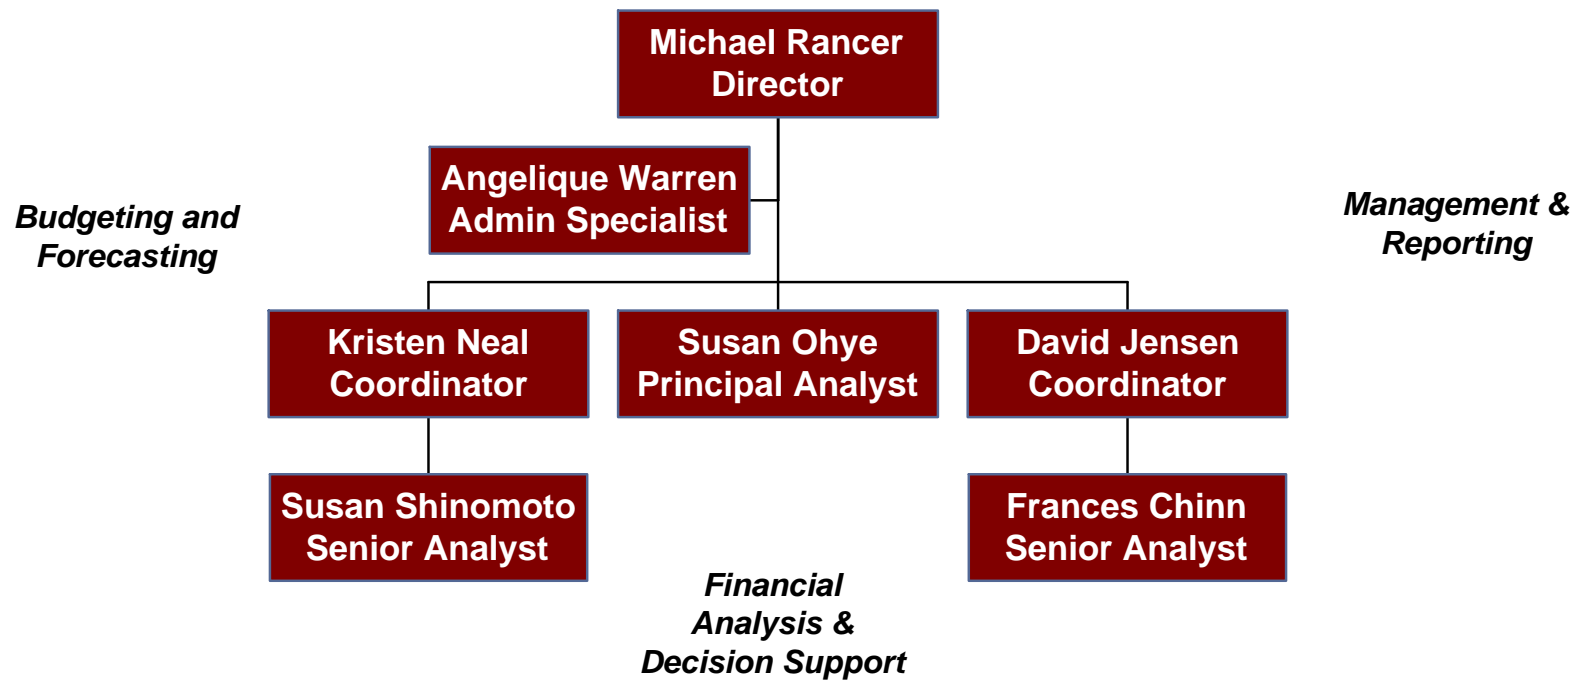 Michael Rancer
Director
Angelique Warren
Admin Specialist
Budgeting and
Forecasting
Management &
Reporting
Kristen Neal
Coordinator
Susan Ohye
Principal Analyst
David Jensen
Coordinator
Susan Shinomoto
Senior Analyst
Frances Chinn
Senior Analyst
Financial
Analysis &
Decision Support